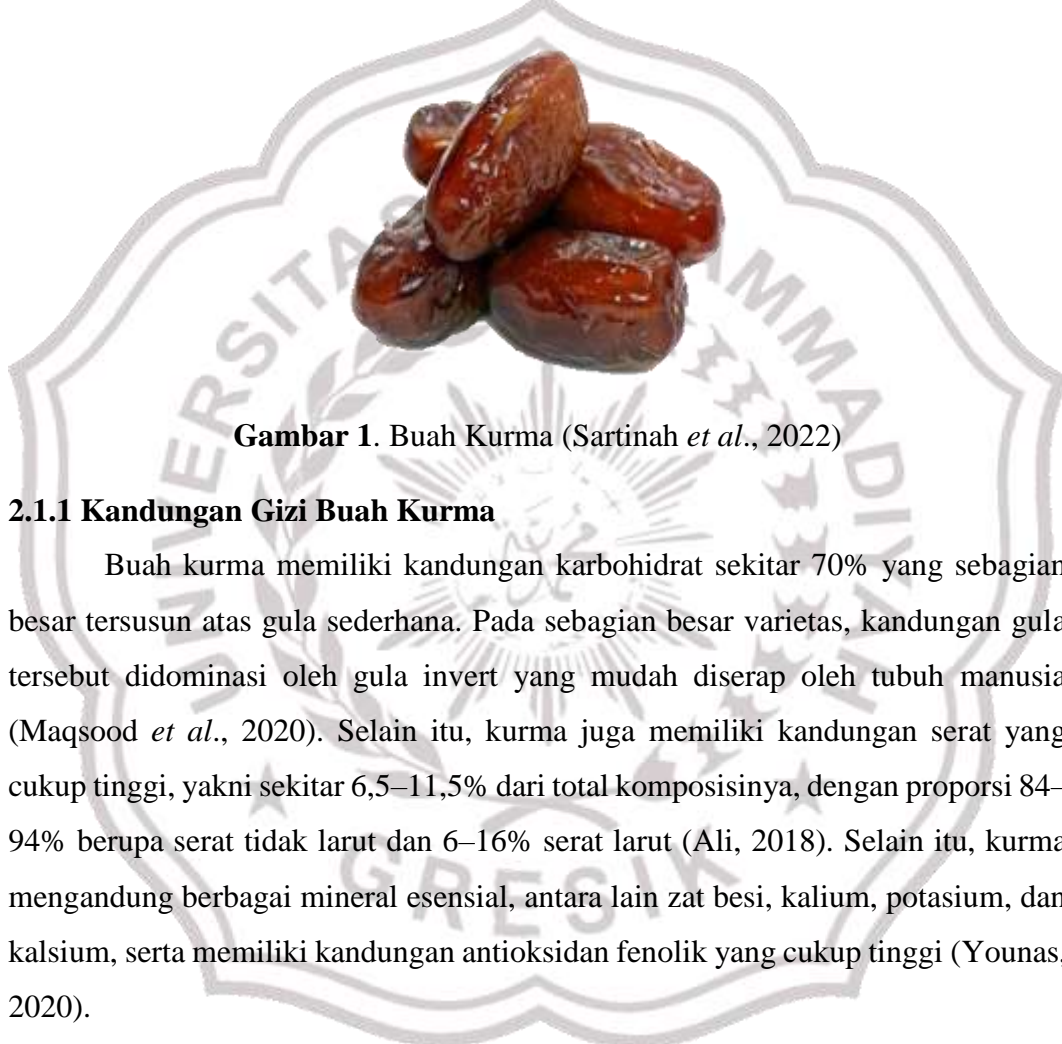 Gambar 1. Buah Kurma (Sartinah et al., 2022)
2.1.1 Kandungan Gizi Buah Kurma
Buah kurma memiliki kandungan karbohidrat sekitar 70% yang sebagian
besar tersusun atas gula sederhana. Pada sebagian besar varietas, kandungan gula
tersebut didominasi oleh gula invert yang mudah diserap oleh tubuh manusia
(Maqsood et al., 2020). Selain itu, kurma juga memiliki kandungan serat yang
cukup tinggi, yakni sekitar 6,5–11,5% dari total komposisinya, dengan proporsi 84–
94% berupa serat tidak larut dan 6–16% serat larut (Ali, 2018). Selain itu, kurma
mengandung berbagai mineral esensial, antara lain zat besi, kalium, potasium, dan
kalsium, serta memiliki kandungan antioksidan fenolik yang cukup tinggi (Younas,
2020).
UNIVERSITAS MUHAMMADIYAH
GRESIK